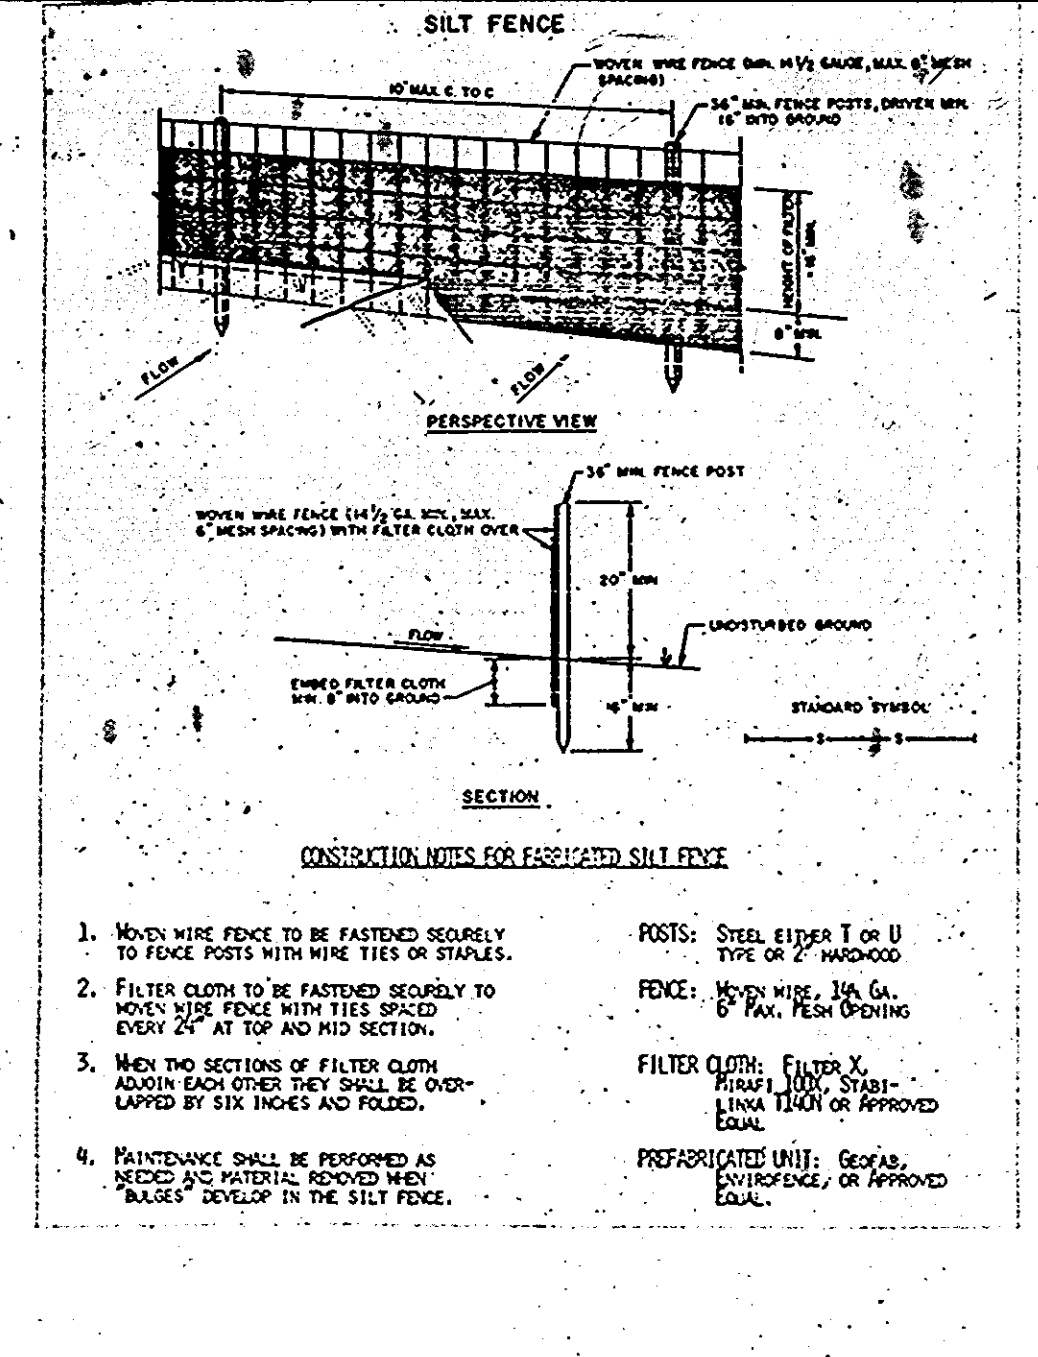 SILT FENCE
WOVEN WIRE FENCE (MIN. 14 1/2 GAUGE, MAX. 6" MESH
SPACING)
10' MAX. C. TO C
36" MIN. FENCE POSTS, DRIVEN MIN.
16" INTO GROUND
HEIGHT OF FILTER
= 16" MIN.
8" MIN.
FLOW
FLOW
PERSPECTIVE VIEW
36" MIN. FENCE POST
WOVEN WIRE FENCE (14 1/2 GA. MIN., MAX.
6" MESH SPACING) WITH FILTER CLOTH OVER
20" MIN
UNDISTURBED GROUND
FLOW
EMBED FILTER CLOTH
MIN. 8" INTO GROUND
16" MIN
STANDARD SYMBOL
S S
SECTION
CONSTRUCTION NOTES FOR FABRICATED SILT FENCE
1. WOVEN WIRE FENCE TO BE FASTENED SECURELY
TO FENCE POSTS WITH WIRE TIES OR STAPLES.
2. FILTER CLOTH TO BE FASTENED SECURELY TO
WOVEN WIRE FENCE WITH TIES SPACED
EVERY 24" AT TOP AND MID SECTION.
3. WHEN TWO SECTIONS OF FILTER CLOTH
ADJOIN EACH OTHER THEY SHALL BE OVER-
LAPPED BY SIX INCHES AND FOLDED.
4. MAINTENANCE SHALL BE PERFORMED AS
NEEDED AND MATERIAL REMOVED WHEN
"BULGES" DEVELOP IN THE SILT FENCE.
POSTS: STEEL EITHER T OR U
TYPE OR 2" HARDWOOD
FENCE: WOVEN WIRE, GA.
6" MAX. MESH OPENING
FILTER CLOTH: FILTER X,
MIRAFI 100X, STABI-
LINKA T140N OR APPROVED
EQUAL
PREFABRICATED UNIT: GEOFAB,
ENVIROFENCE, OR APPROVED
EQUAL.